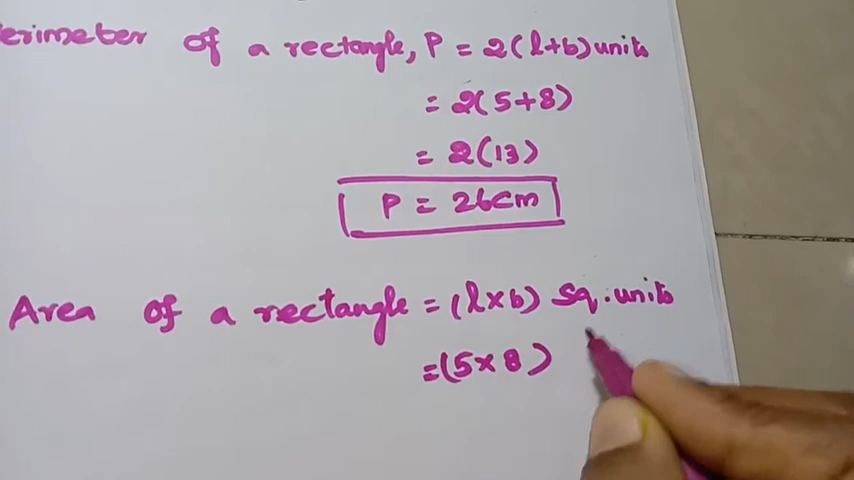 erimeter of a rectangle, P = 2(l+b) units
= 2(5+8)
= 2(13)
P = 26cm
Area of a rectangle = (l×b) Sq.units
=(5×8)